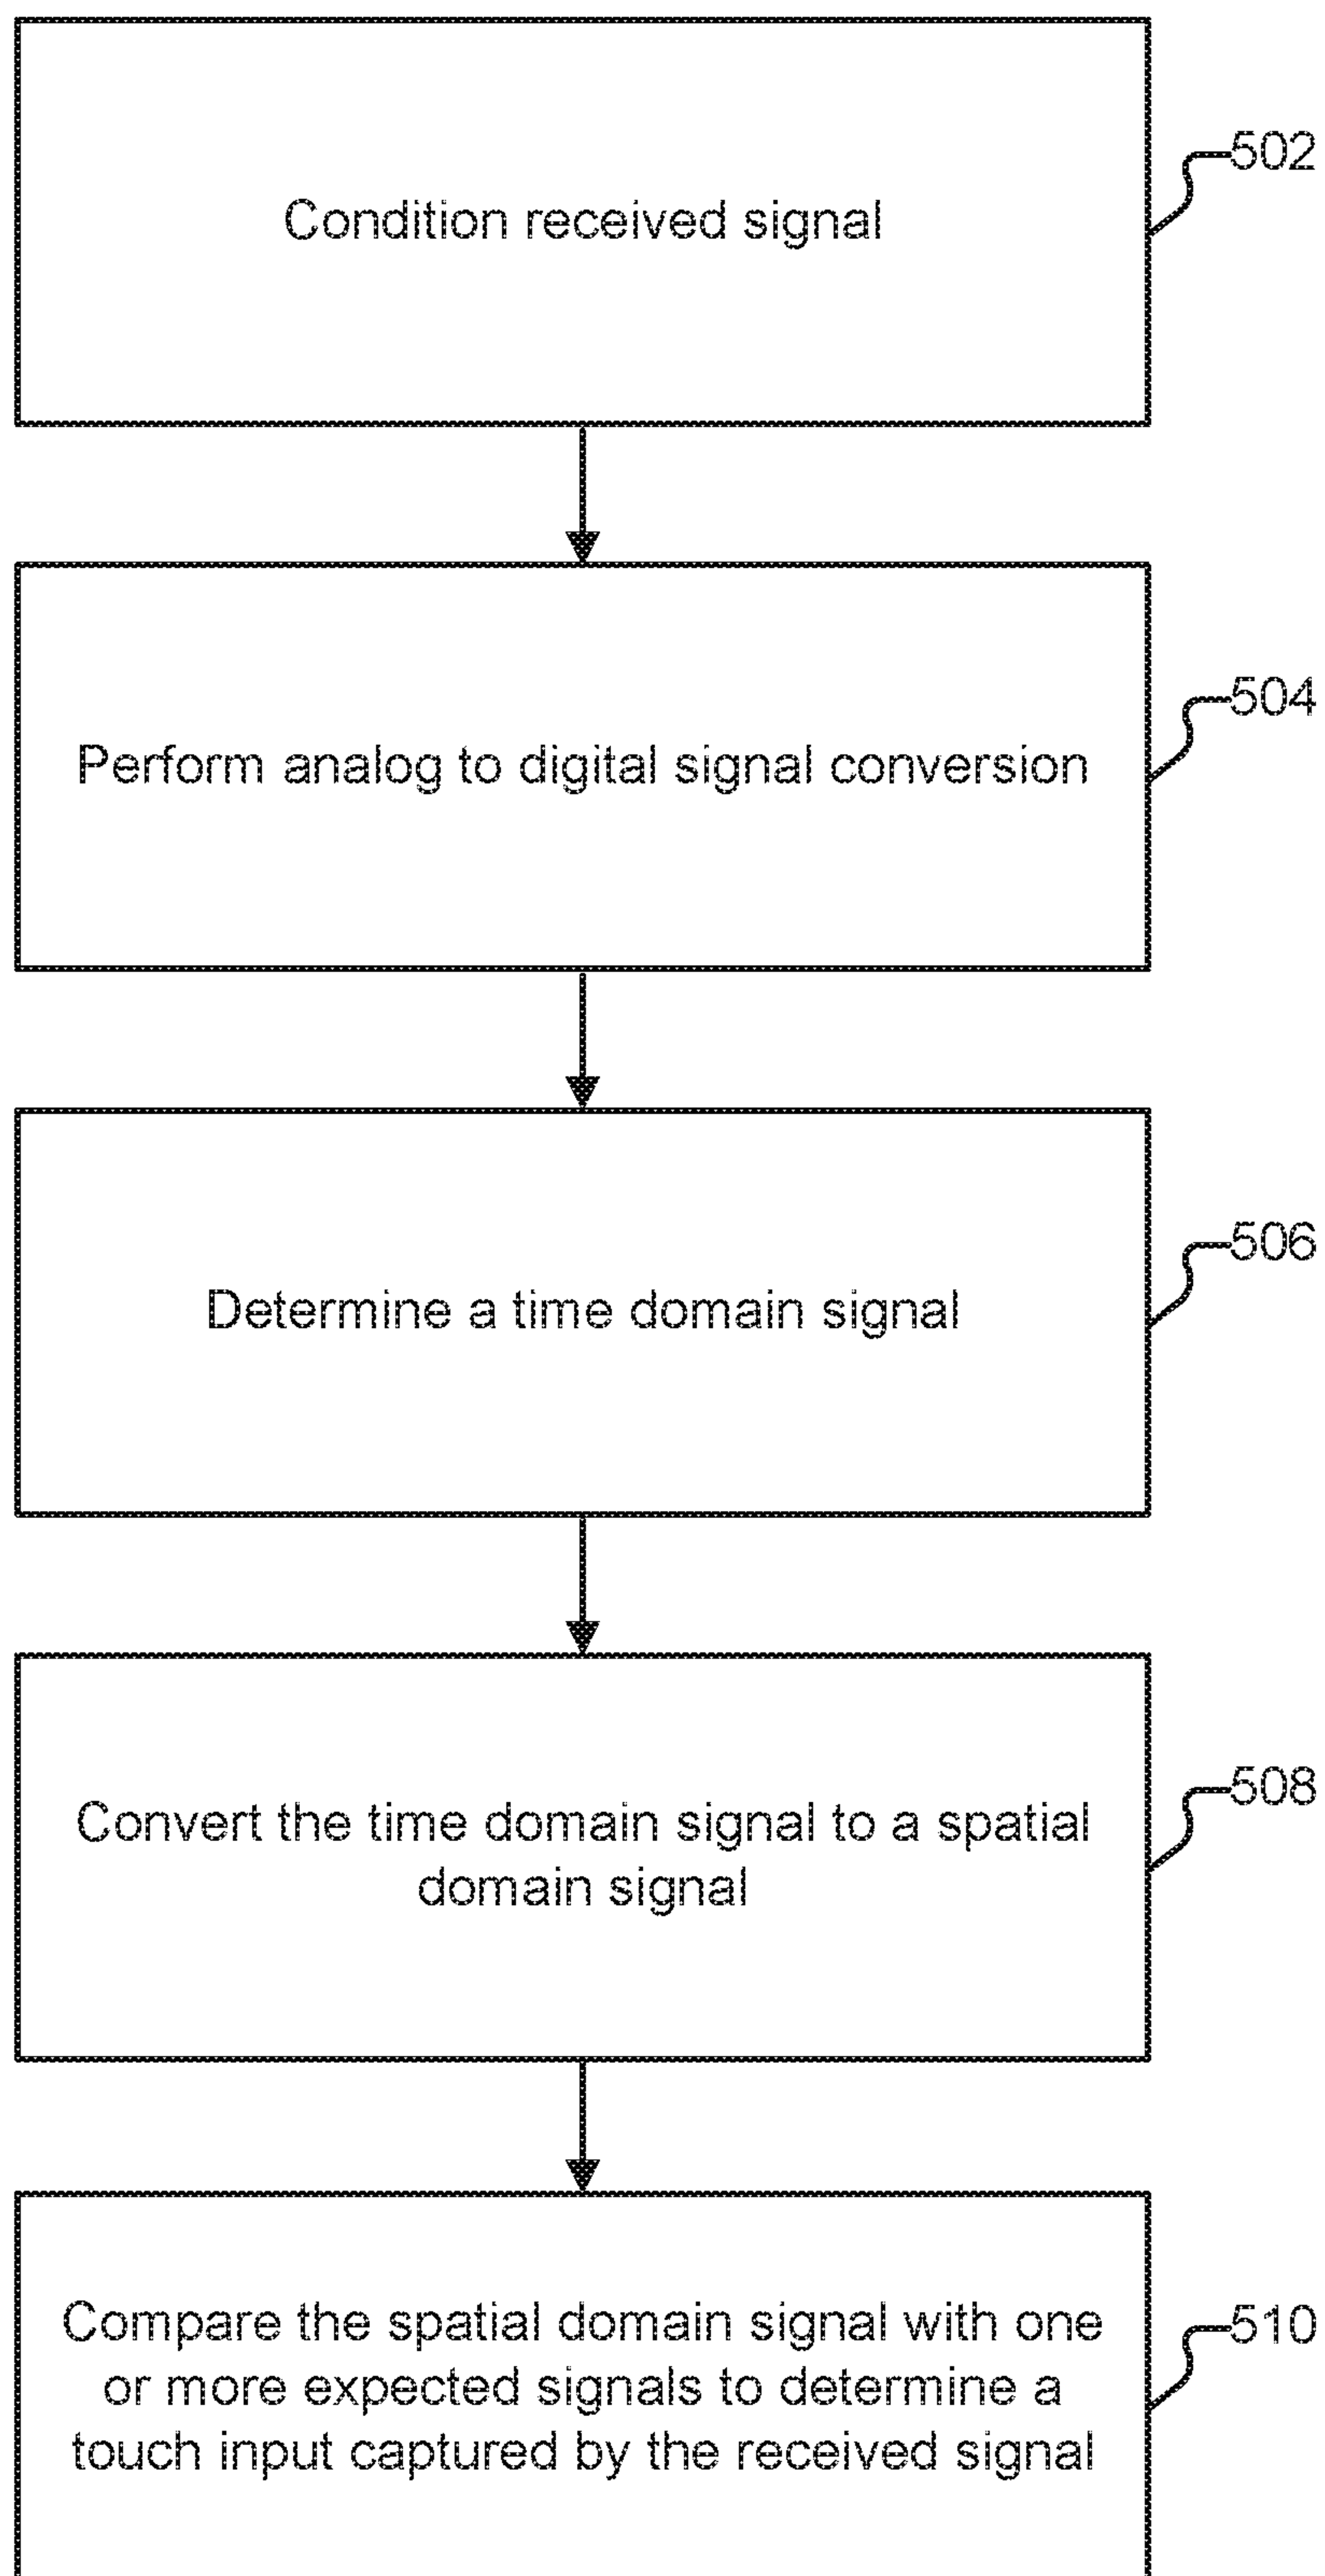 Condition received signal
502
Perform analog to digital signal conversion
504
Determine a time domain signal
506
Convert the time domain signal to a spatial
domain signal
508
Compare the spatial domain signal with one
or more expected signals to determine a
touch input captured by the received signal
510